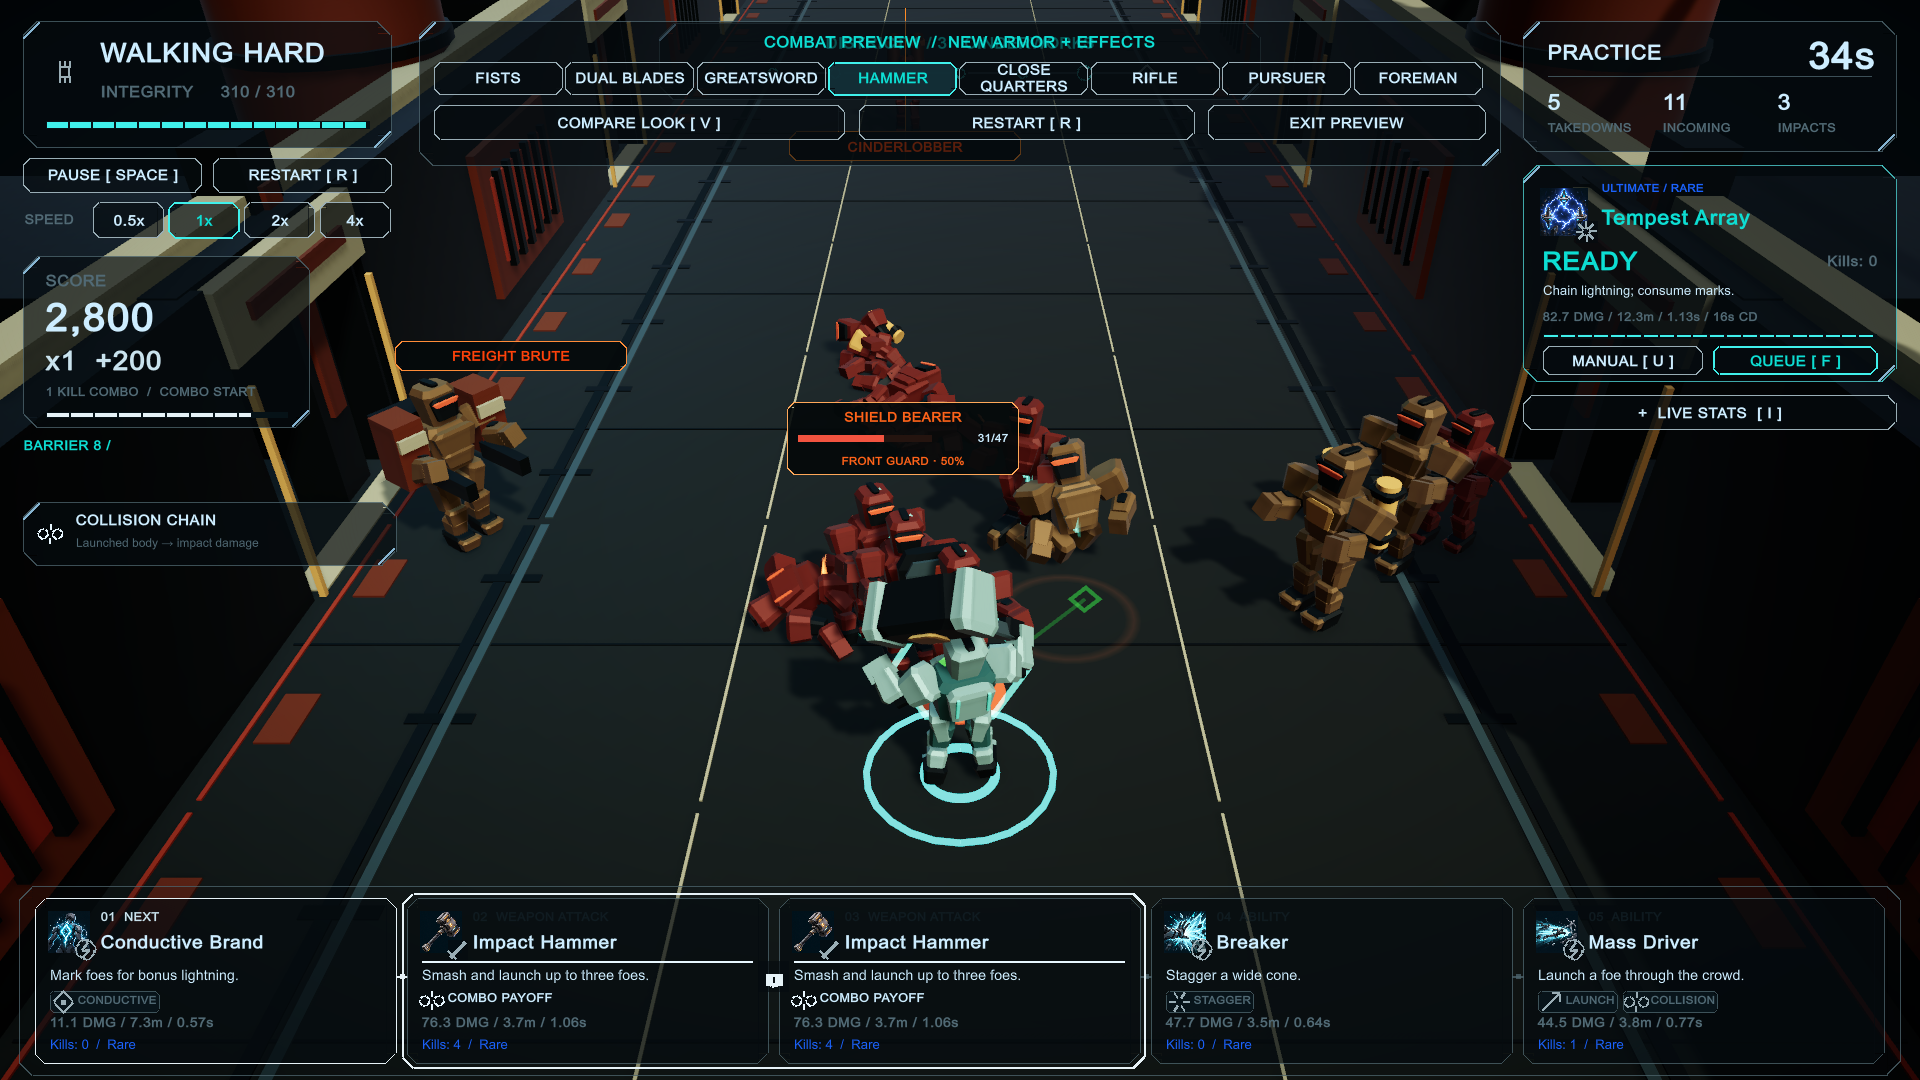 WALKING HARD
INTEGRITY 310 / 310
PAUSE [ SPACE ]
RESTART [ R ]
SPEED
0.5x
1x
2x
4x
SCORE
2,800
x1 +200
1 KILL COMBO / COMBO START
BARRIER 8 /
COLLISION CHAIN
Launched body → impact damage
COMBAT PREVIEW // NEW ARMOR + EFFECTS
FISTS
DUAL BLADES
GREATSWORD
HAMMER
CLOSE
QUARTERS
RIFLE
PURSUER
FOREMAN
COMPARE LOOK [ V ]
RESTART [ R ]
EXIT PREVIEW
CINDERLOBBER
FREIGHT BRUTE
SHIELD BEARER
31/47
FRONT GUARD · 50%
PRACTICE
34s
5
TAKEDOWNS
11
INCOMING
3
IMPACTS
ULTIMATE / RARE
Tempest Array
READY
Kills: 0
Chain lightning; consume marks.
82.7 DMG / 12.3m / 1.13s / 16s CD
MANUAL [ U ]
QUEUE [ F ]
+ LIVE STATS [ I ]
01 NEXT
Conductive Brand
Mark foes for bonus lightning.
CONDUCTIVE
11.1 DMG / 7.3m / 0.57s
Kills: 0 / Rare
02 WEAPON ATTACK
Impact Hammer
Smash and launch up to three foes.
COMBO PAYOFF
76.3 DMG / 3.7m / 1.06s
Kills: 4 / Rare
03 WEAPON ATTACK
Impact Hammer
Smash and launch up to three foes.
COMBO PAYOFF
76.3 DMG / 3.7m / 1.06s
Kills: 4 / Rare
04 ABILITY
Breaker
Stagger a wide cone.
STAGGER
47.7 DMG / 3.5m / 0.64s
Kills: 0 / Rare
05 ABILITY
Mass Driver
Launch a foe through the crowd.
LAUNCH
COLLISION
44.5 DMG / 3.8m / 0.77s
Kills: 1 / Rare